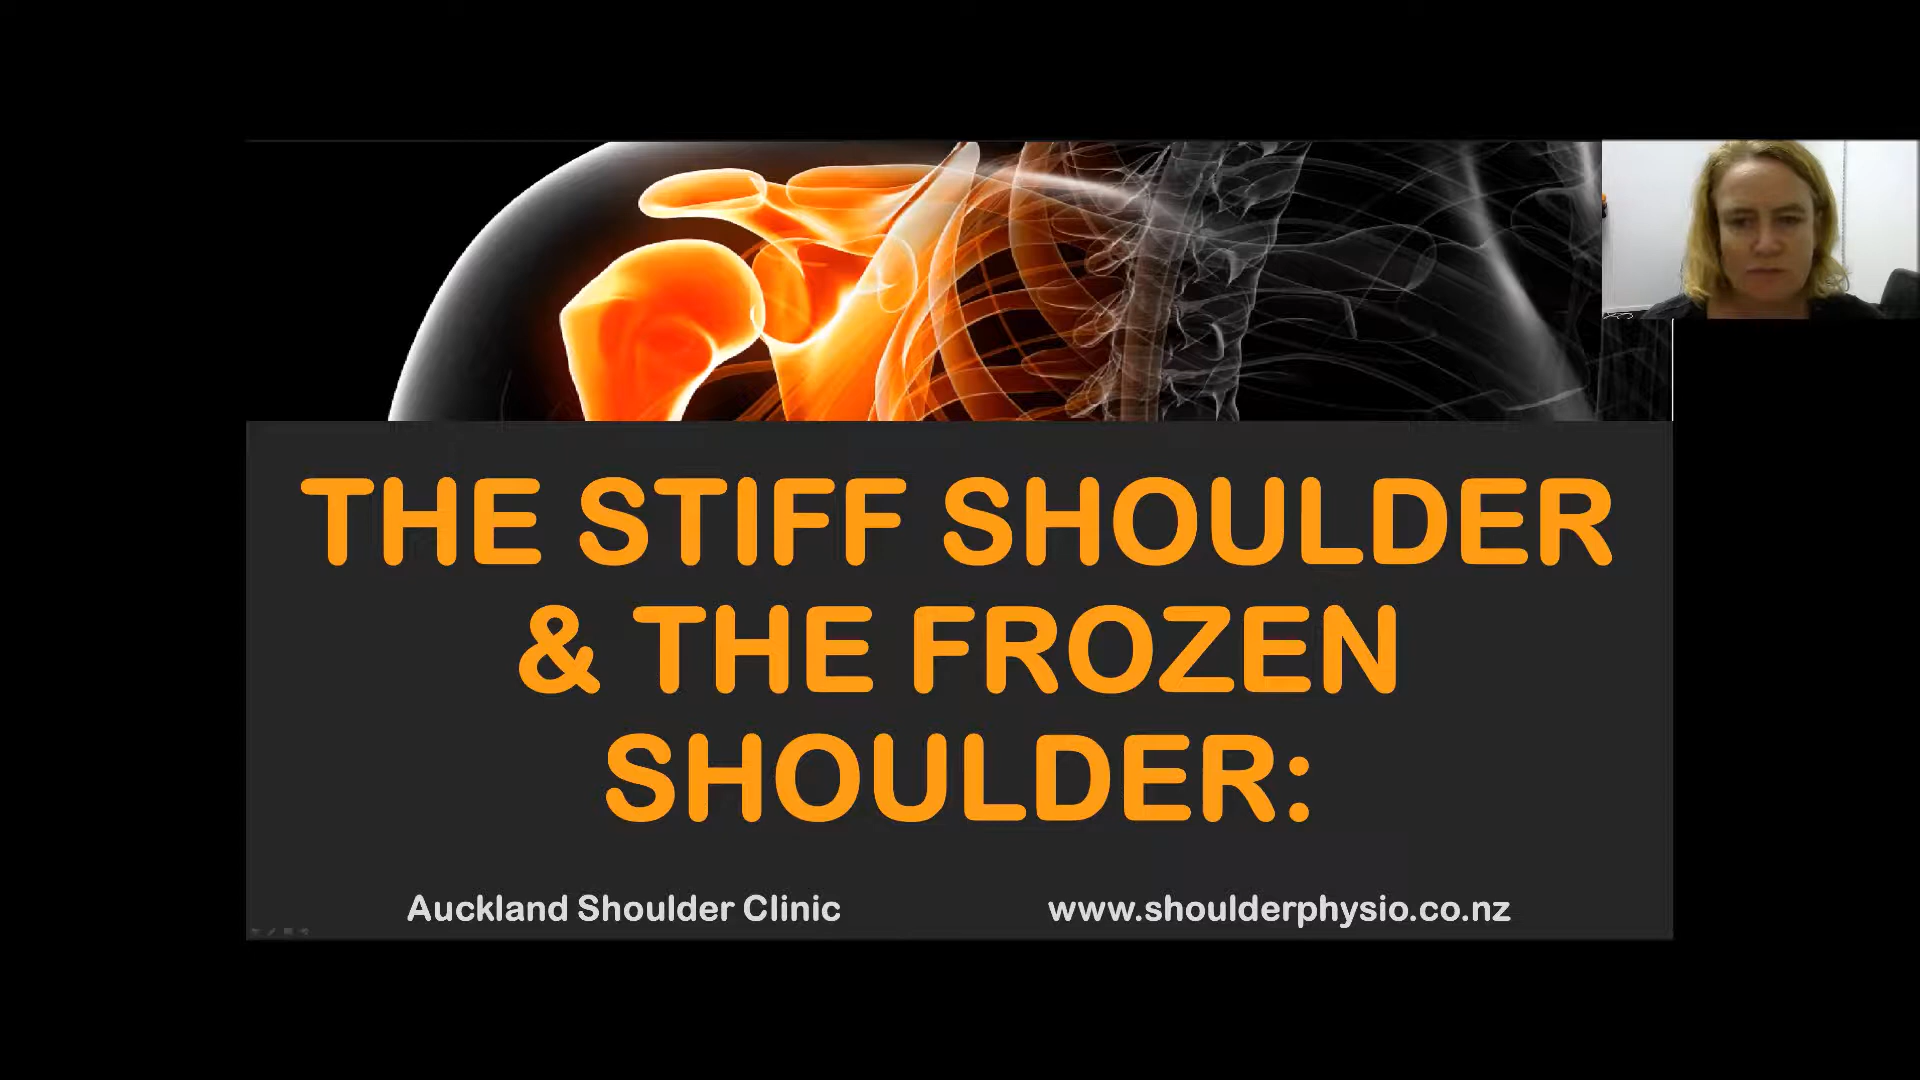 THE STIFF SHOULDER
& THE FROZEN
SHOULDER:
Auckland Shoulder Clinic
www.shoulderphysio.co.nz